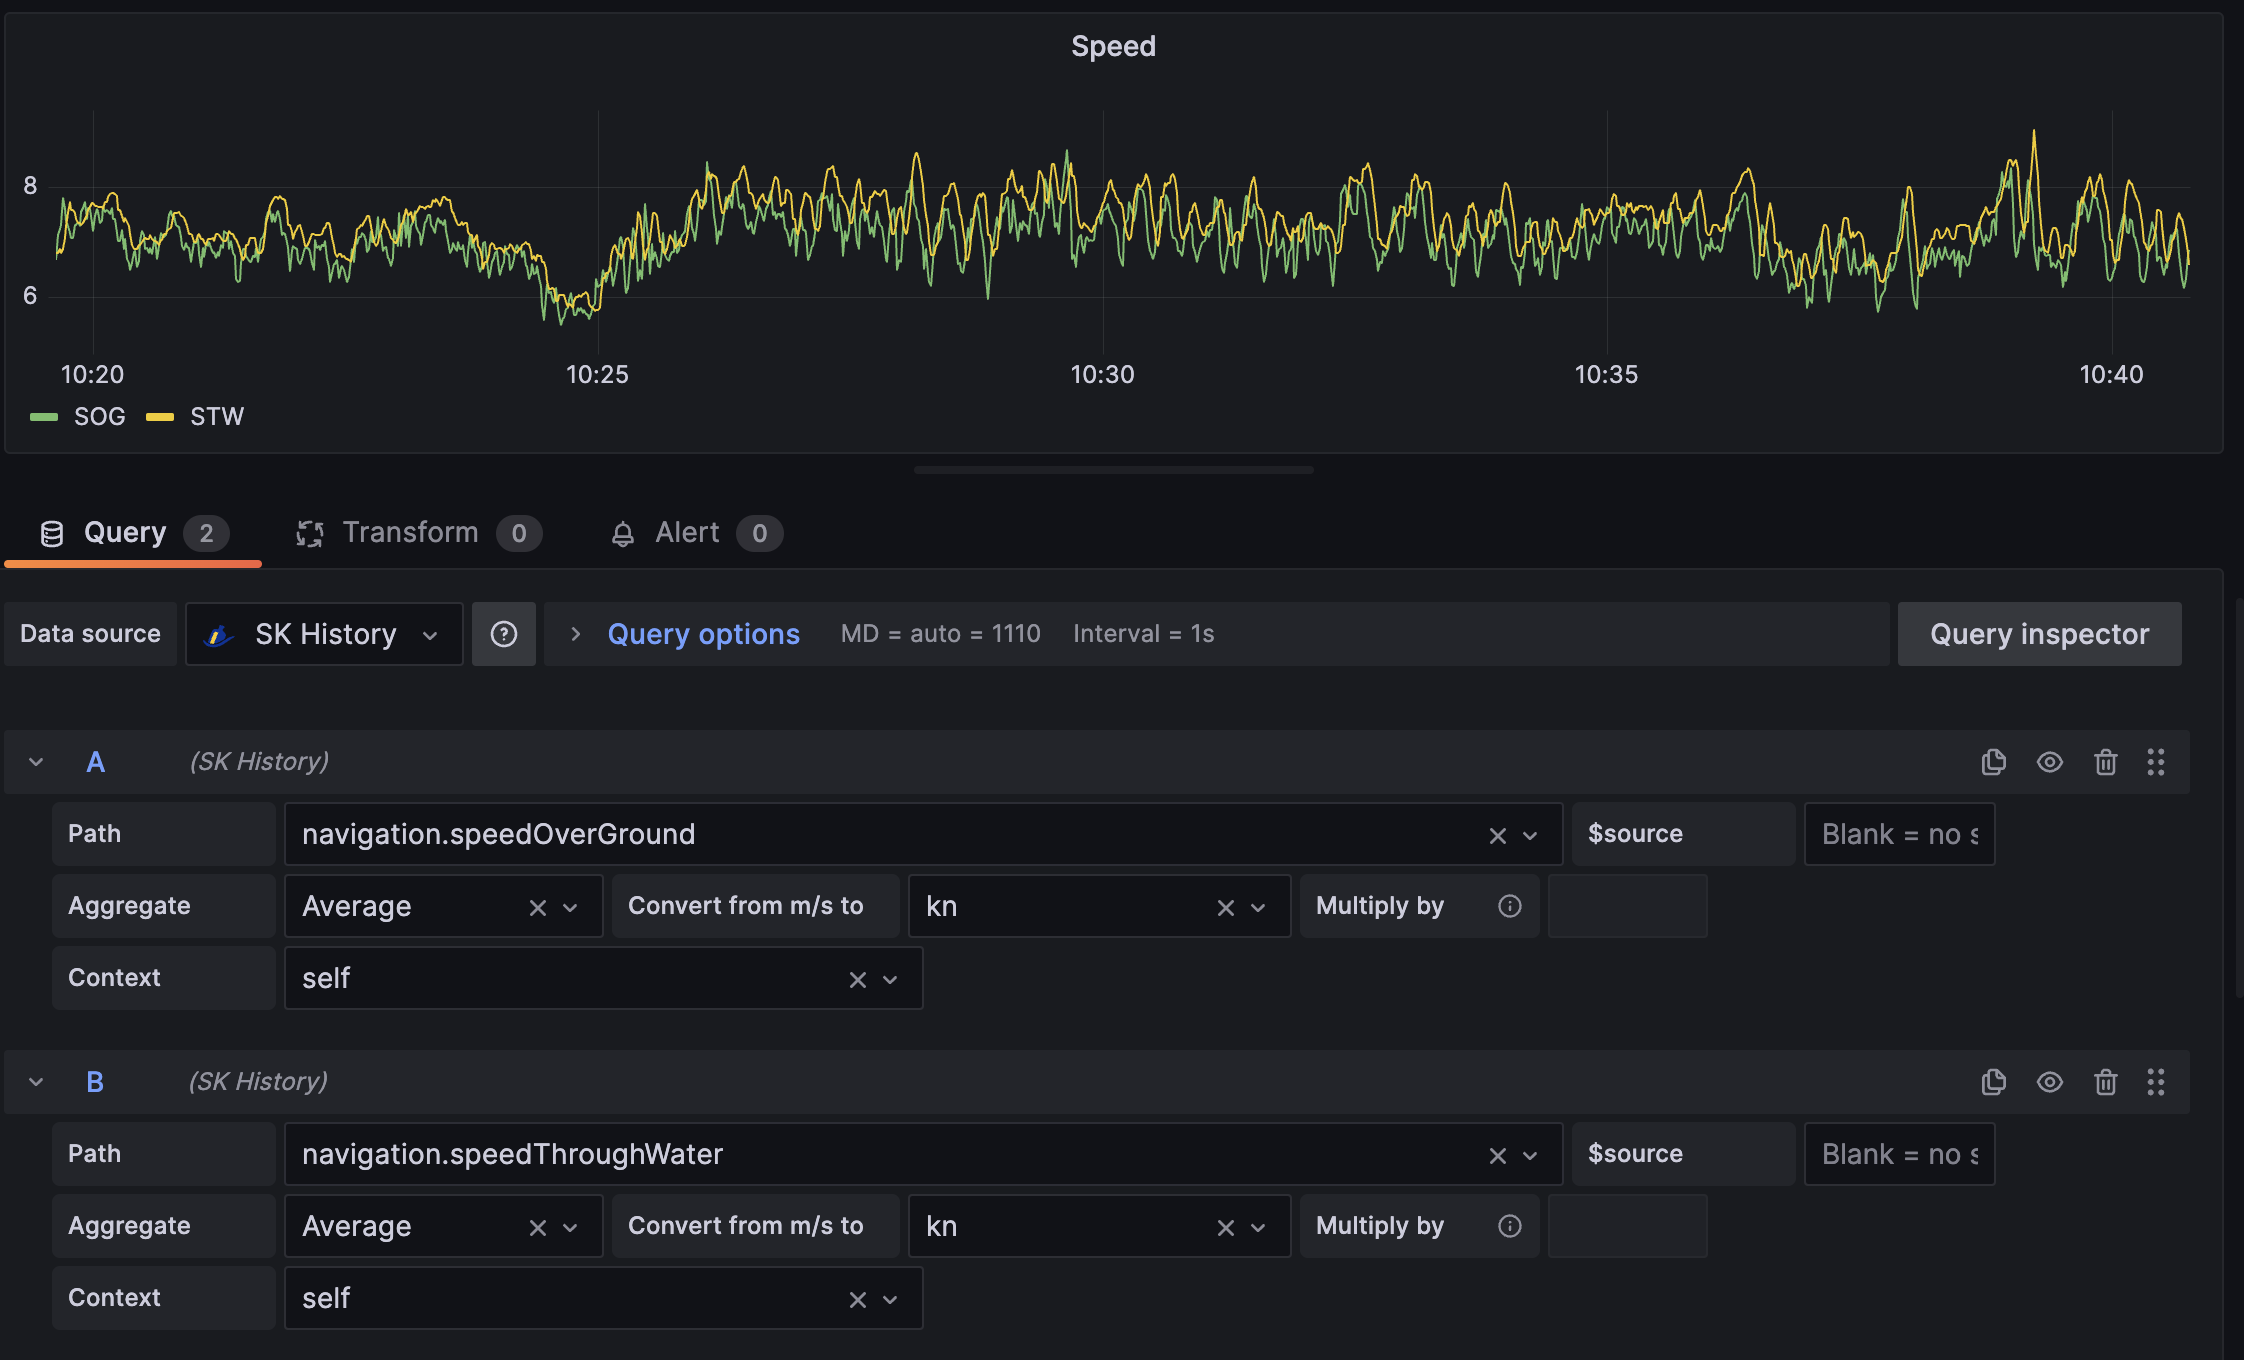 Speed
8
6
10:20 10:25 10:30 10:35 10:40
SOG STW
Query 2 Transform 0 Alert 0
Data source SK History Query options MD = auto = 1110 Interval = 1s Query inspector
A (SK History)
Path navigation.speedOverGround $source Blank = no s
Aggregate Average Convert from m/s to kn Multiply by
Context self
B (SK History)
Path navigation.speedThroughWater $source Blank = no s
Aggregate Average Convert from m/s to kn Multiply by
Context self